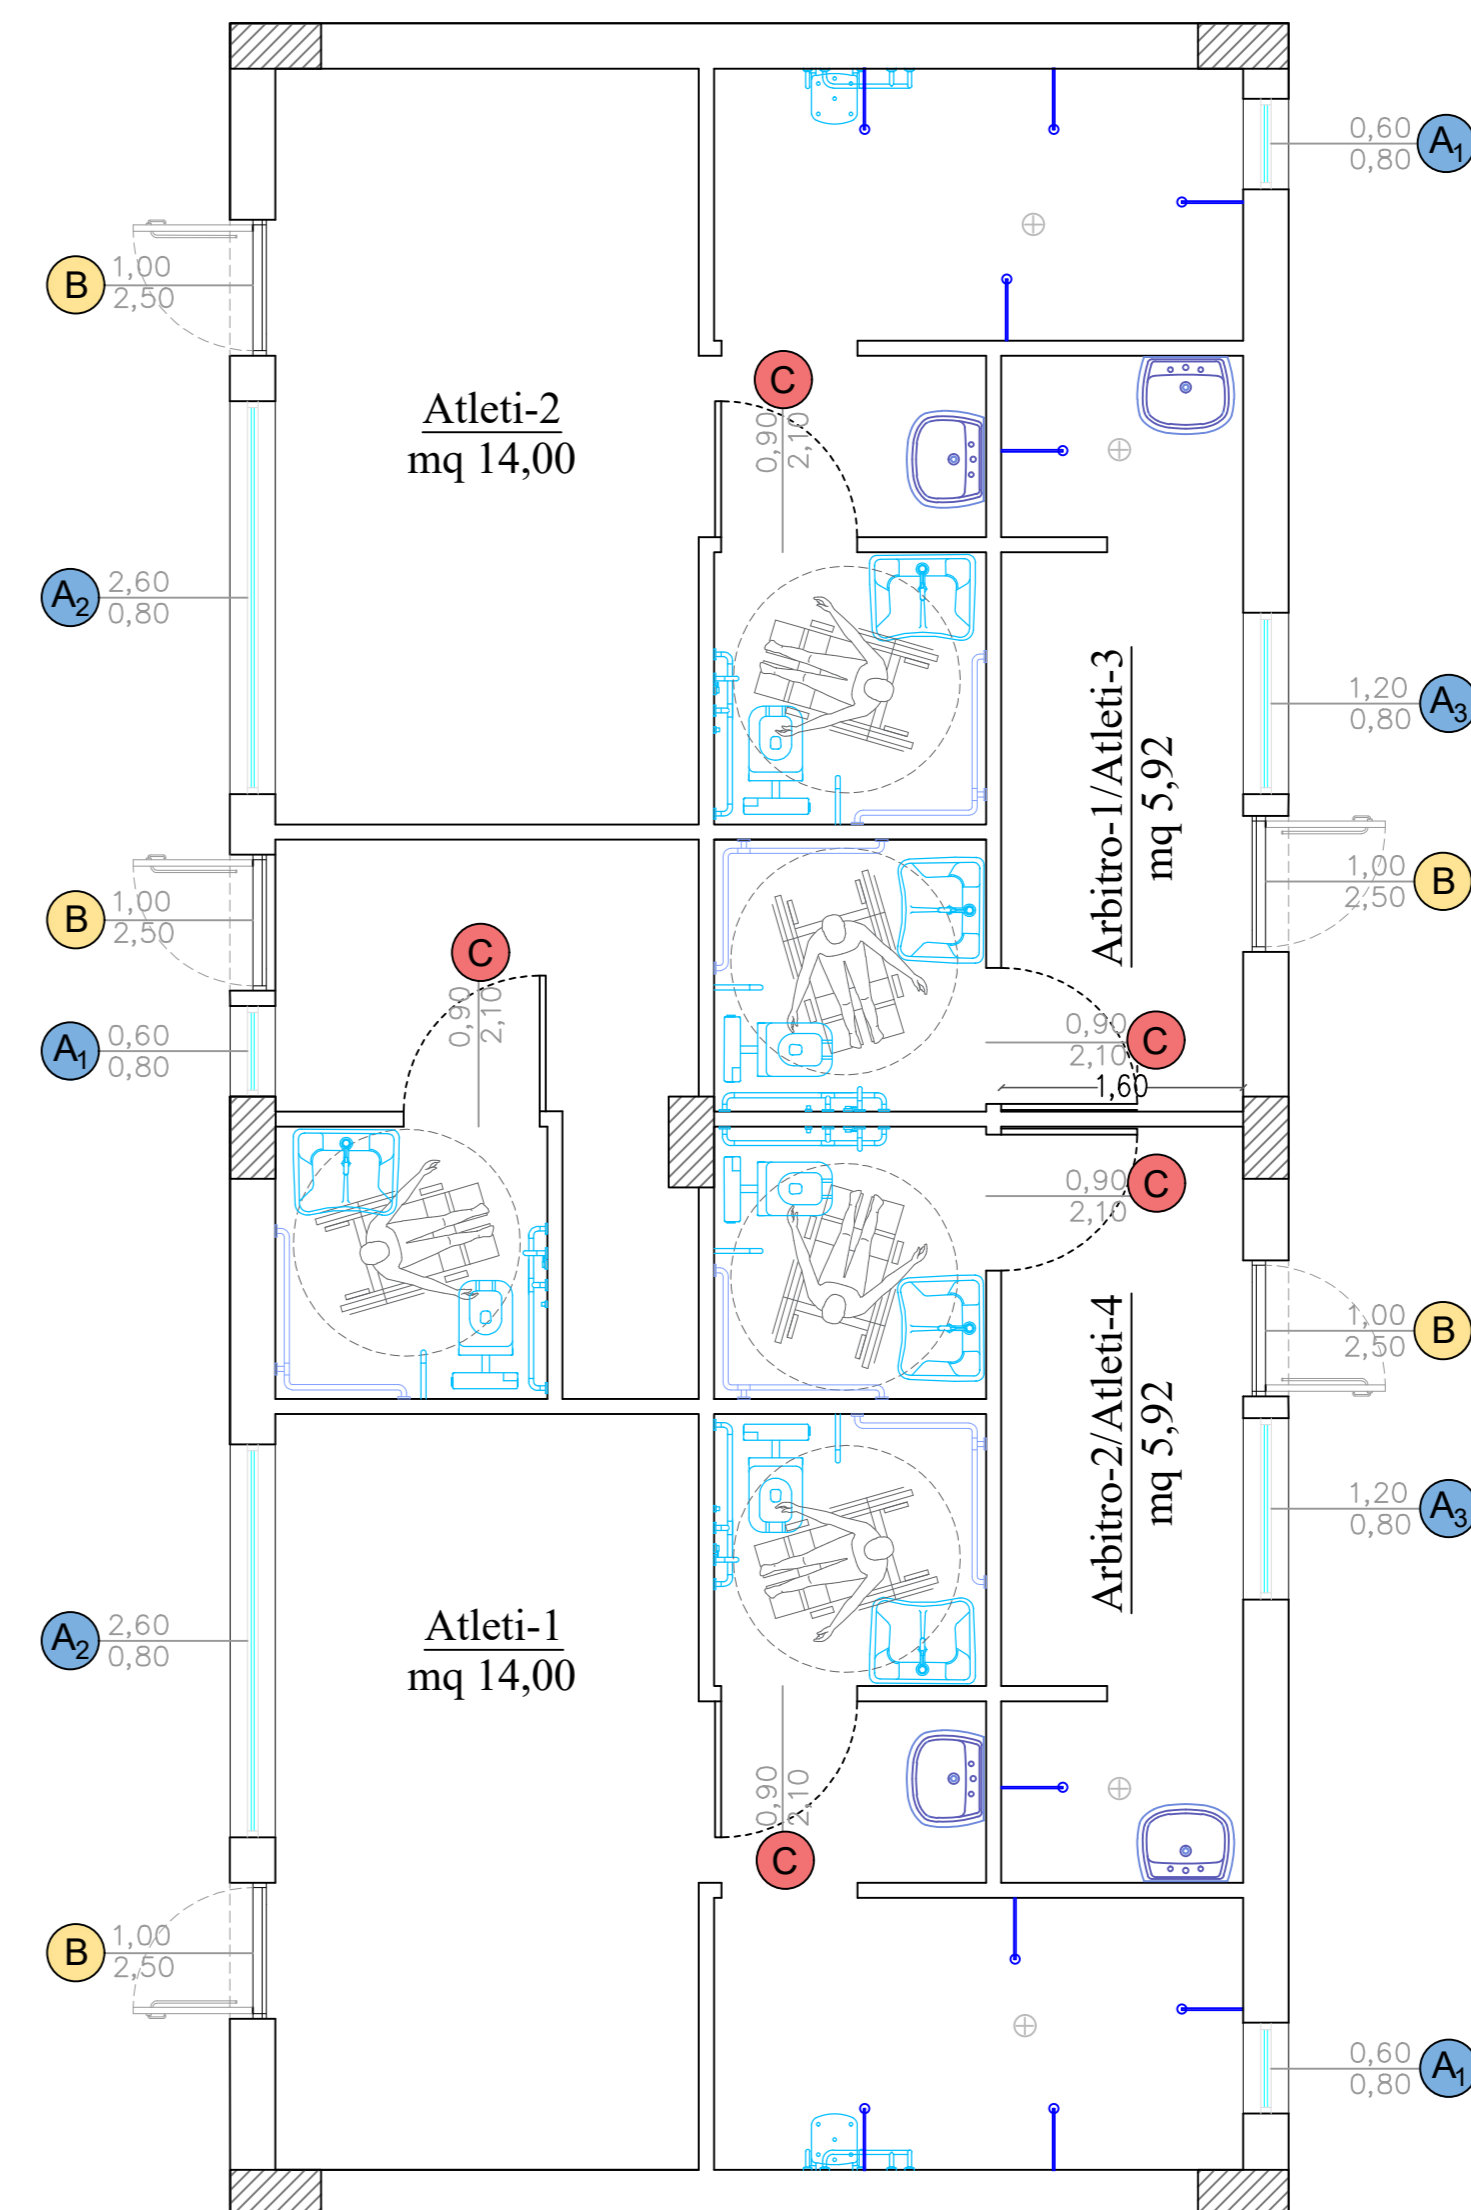 0,60
0,80
A1
B
1,00
2,50
C
0,90
2,10
Atleti-2
mq 14,00
A2
2,60
0,80
Arbitro-1/Atleti-3
mq 5,92
1,20
0,80
A3
1,00
2,50
B
B
1,00
2,50
C
0,90
2,10
A1
0,60
0,80
0,90
2,10
C
1,60
0,90
2,10
C
1,00
2,50
B
Arbitro-2/Atleti-4
mq 5,92
1,20
0,80
A3
A2
2,60
0,80
Atleti-1
mq 14,00
0,90
2,10
C
B
1,00
2,50
0,60
0,80
A1